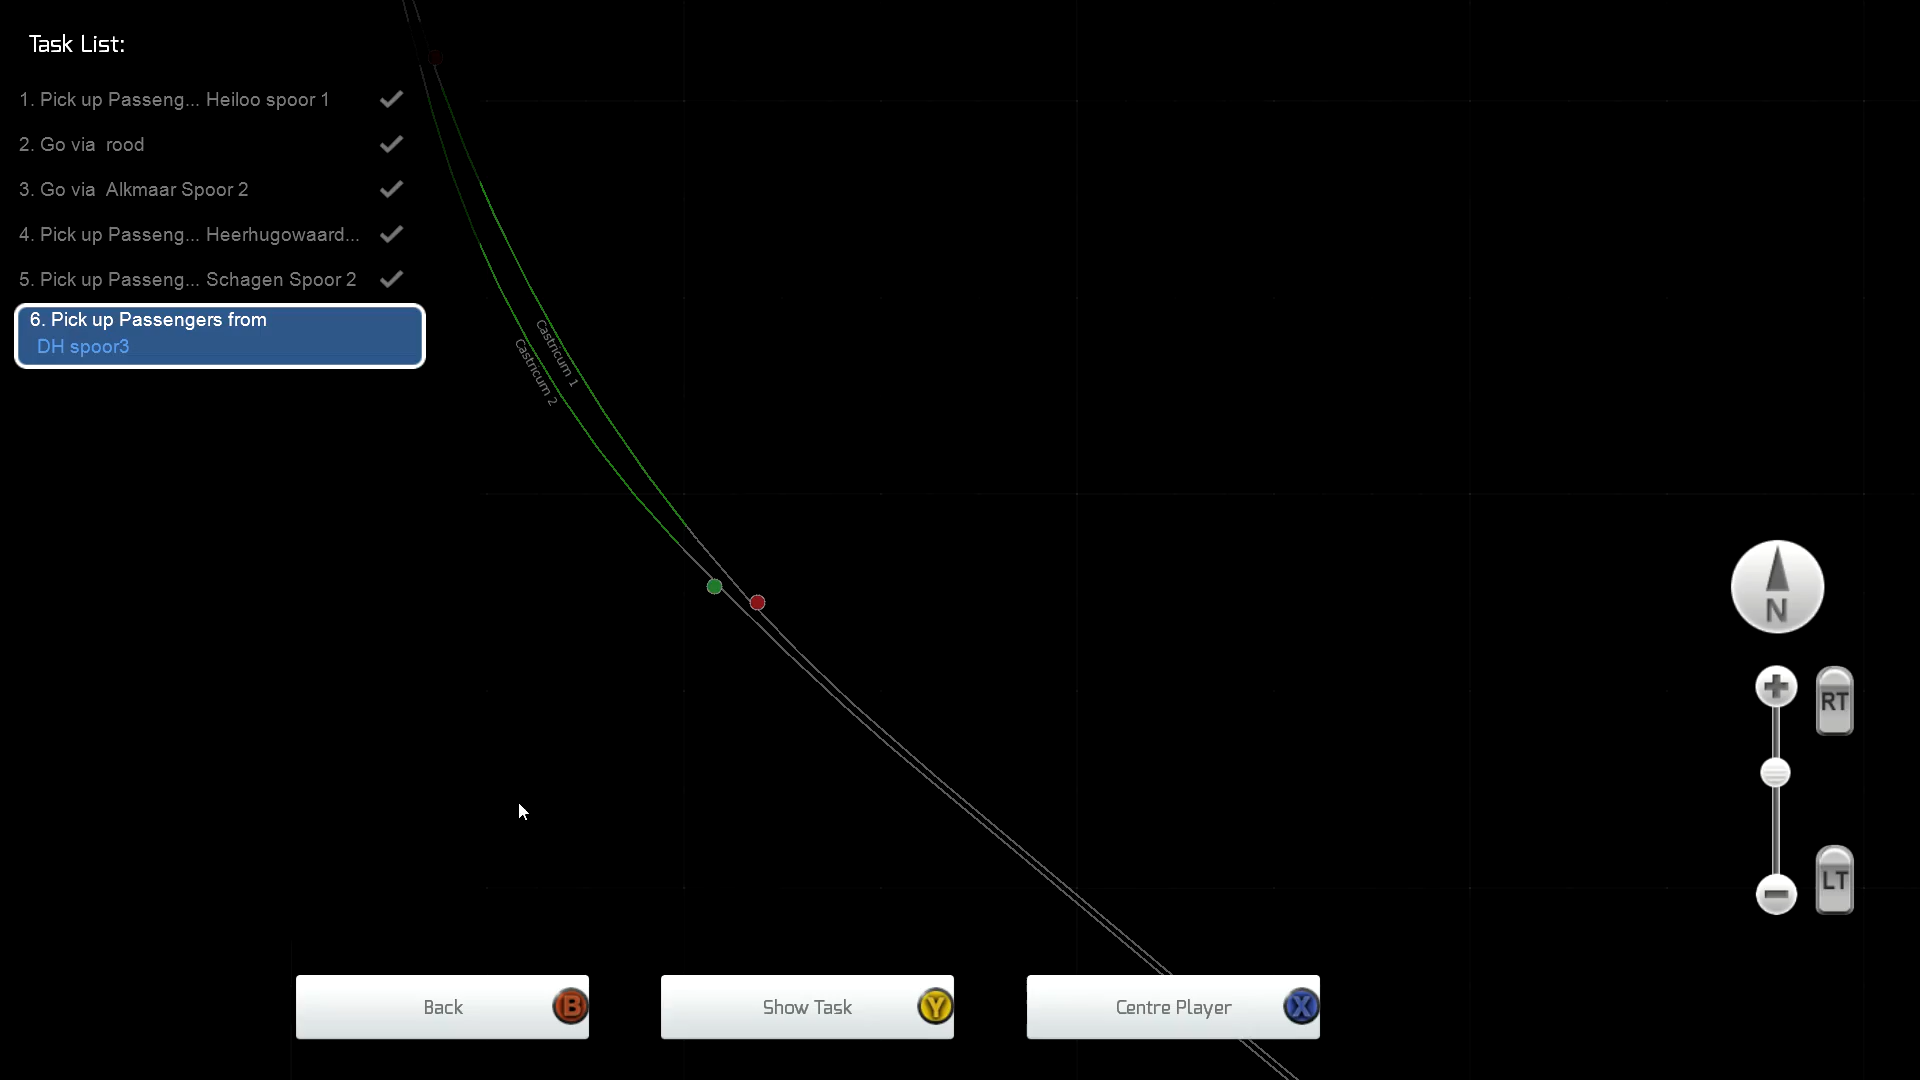 Task List:
1. Pick up Passeng... Heiloo spoor 1
2. Go via rood
3. Go via Alkmaar Spoor 2
4. Pick up Passeng... Heerhugowaard...
5. Pick up Passeng... Schagen Spoor 2
6. Pick up Passengers from
DH spoor3
Castricum 1
Castricum 2
N
RT
LT
Back B
Show Task Y
Centre Player X